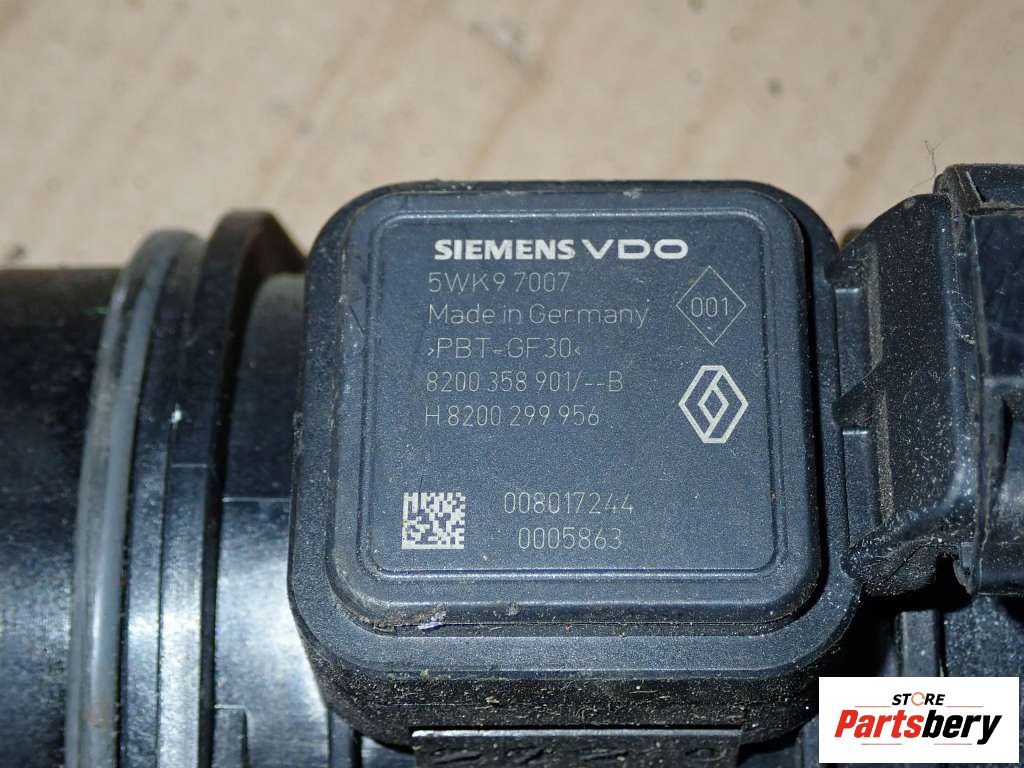 SIEMENS VDO
5WK9 7007
Made in Germany
001
>PBT-GF30<
8200 358 901/--B
H 8200 299 956
008017244
0005863
STORE
Partsbery